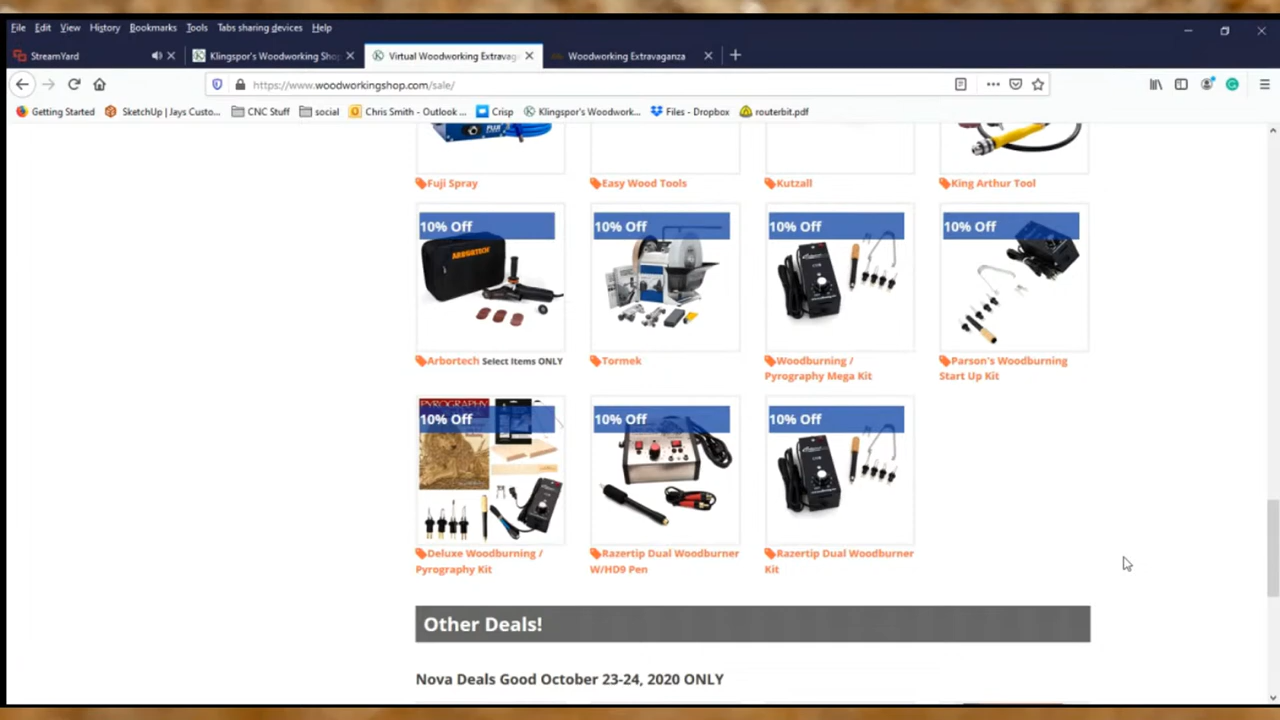 File Edit View History Bookmarks Tools Tabs sharing devices Help
StreamYard
Klingspor's Woodworking Sho
Virtual Woodworking Extravag
Woodworking Extravaganza
https://www.woodworkingshop.com/sale/
Getting Started
SketchUp | Jays Custo...
CNC Stuff
social
Chris Smith - Outlook ...
Crisp
Klingspor's Woodwork...
Files - Dropbox
routerbit.pdf
Fuji Spray
Easy Wood Tools
Kutzall
King Arthur Tool
10% Off
10% Off
10% Off
10% Off
ARBORTECH
Arbortech Select Items ONLY
Tormek
Woodburning /
Pyrography Mega Kit
Parson's Woodburning
Start Up Kit
PYROGRAPHY
10% Off
10% Off
10% Off
Deluxe Woodburning /
Pyrography Kit
Razertip Dual Woodburner
W/HD9 Pen
Razertip Dual Woodburner
Kit
Other Deals!
Nova Deals Good October 23-24, 2020 ONLY